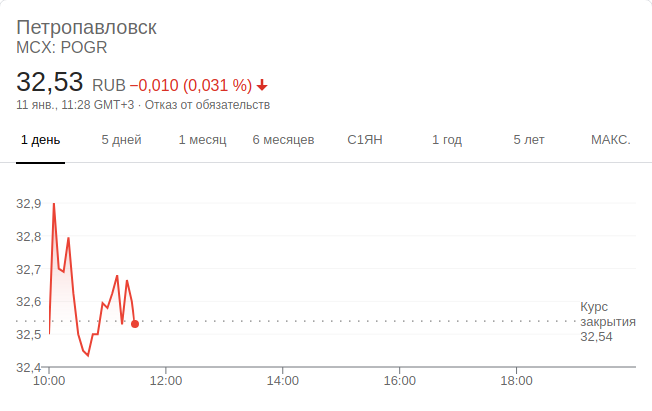 Петропавловск
MCX: POGR
32,53 RUB −0,010 (0,031 %)
11 янв., 11:28 GMT+3 · Отказ от обязательств
1 день 5 дней 1 месяц 6 месяцев С1ЯН 1 год 5 лет МАКС.
32,9
32,8
32,7
32,6
32,5
32,4
Курс
закрытия
32,54
10:00 12:00 14:00 16:00 18:00